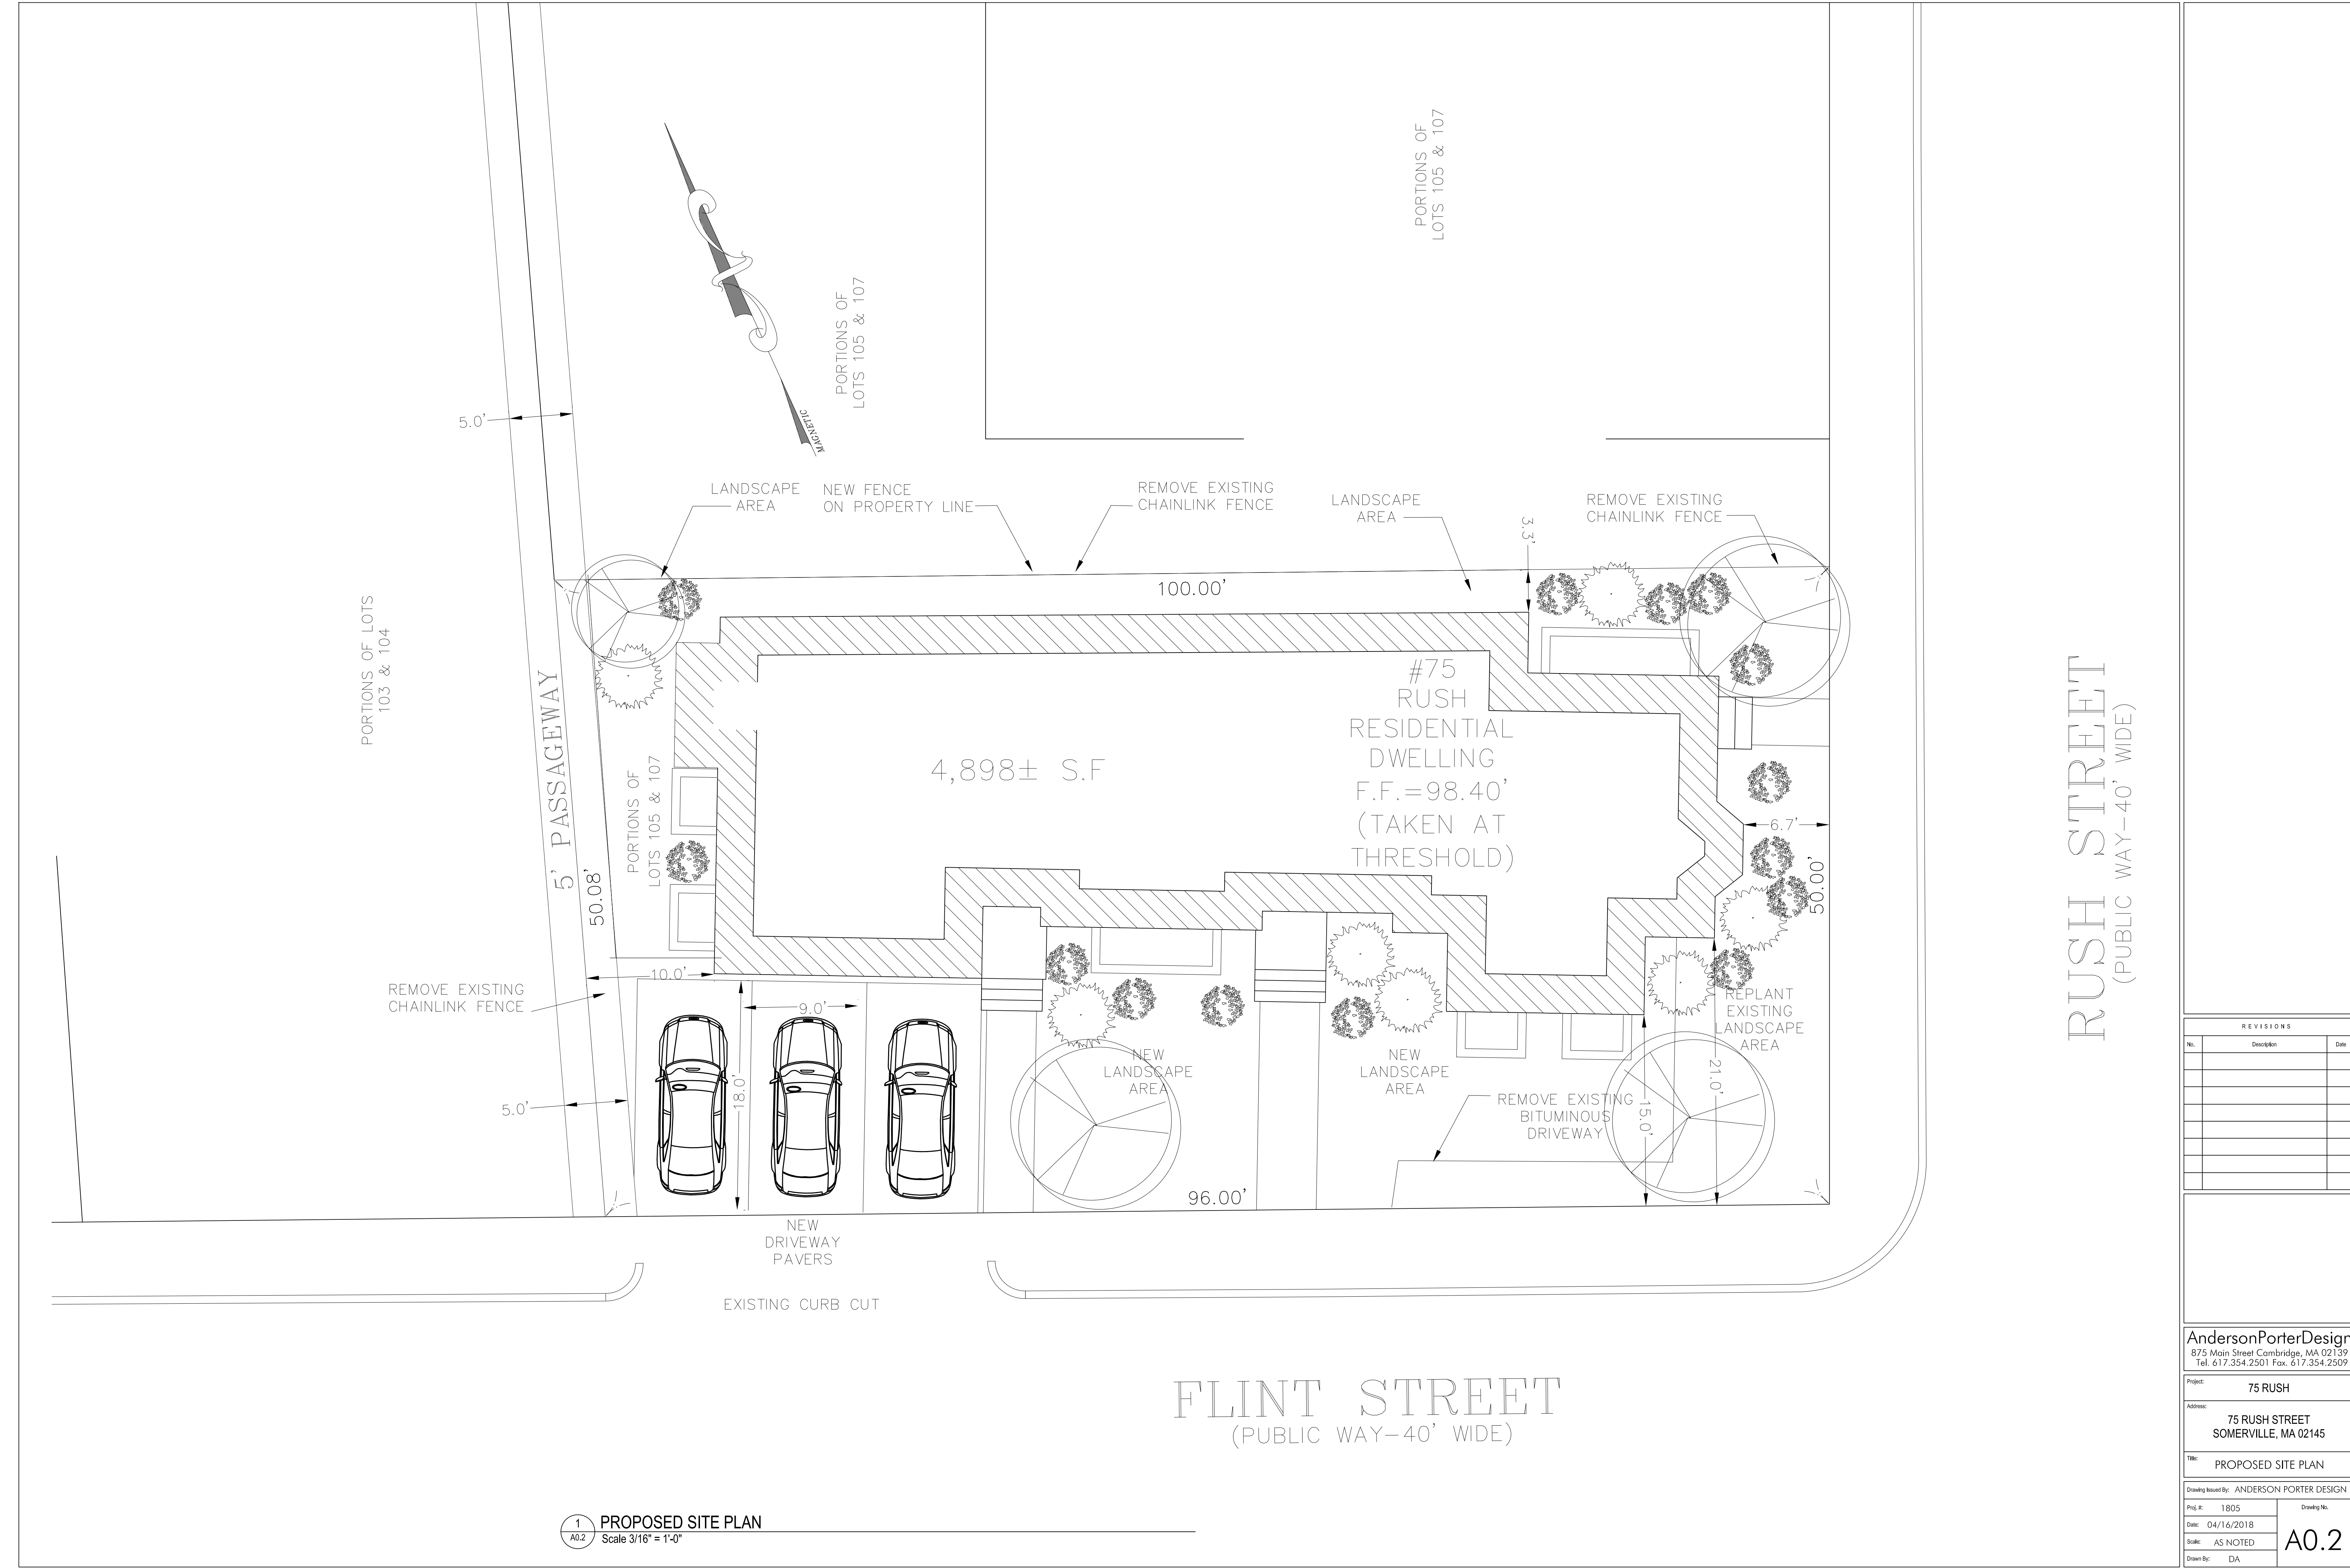 PORTIONS OF
LOTS 105 & 107
PORTIONS OF
LOTS 105 & 107
MAGNETIC
5.0'
LANDSCAPE
AREA
NEW FENCE
ON PROPERTY LINE
REMOVE EXISTING
CHAINLINK FENCE
LANDSCAPE
AREA
3.3'
REMOVE EXISTING
CHAINLINK FENCE
100.00'
PORTIONS OF LOTS
103 & 104
5' PASSAGEWAY
50.08'
PORTIONS OF
LOTS 105 & 107
4,898± S.F
#75
RUSH
RESIDENTIAL
DWELLING
F.F.=98.40'
(TAKEN AT
THRESHOLD)
6.7'
50.00'
RUSH STREET
(PUBLIC WAY-40' WIDE)
REMOVE EXISTING
CHAINLINK FENCE
10.0'
9.0'
18.0'
5.0'
NEW
LANDSCAPE
AREA
NEW
LANDSCAPE
AREA
REPLANT
EXISTING
LANDSCAPE
AREA
REMOVE EXISTING
BITUMINOUS
DRIVEWAY
15.0'
21.0'
96.00'
NEW
DRIVEWAY
PAVERS
EXISTING CURB CUT
FLINT STREET
(PUBLIC WAY-40' WIDE)
1
A0.2
PROPOSED SITE PLAN
Scale 3/16" = 1'-0"
REVISIONS
No. Description Date
AndersonPorterDesign
875 Main Street Cambridge, MA 02139
Tel. 617.354.2501 Fax. 617.354.2509
Project:
75 RUSH
Address:
75 RUSH STREET
SOMERVILLE, MA 02145
Title:
PROPOSED SITE PLAN
Drawing Issued By: ANDERSON PORTER DESIGN
Proj. #: 1805
Drawing No.
Date: 04/16/2018
Scale: AS NOTED
A0.2
Drawn By: DA